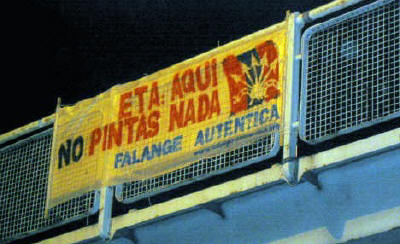 ETA AQUI
NO PINTAS NADA
FALANGE AUTENTICA